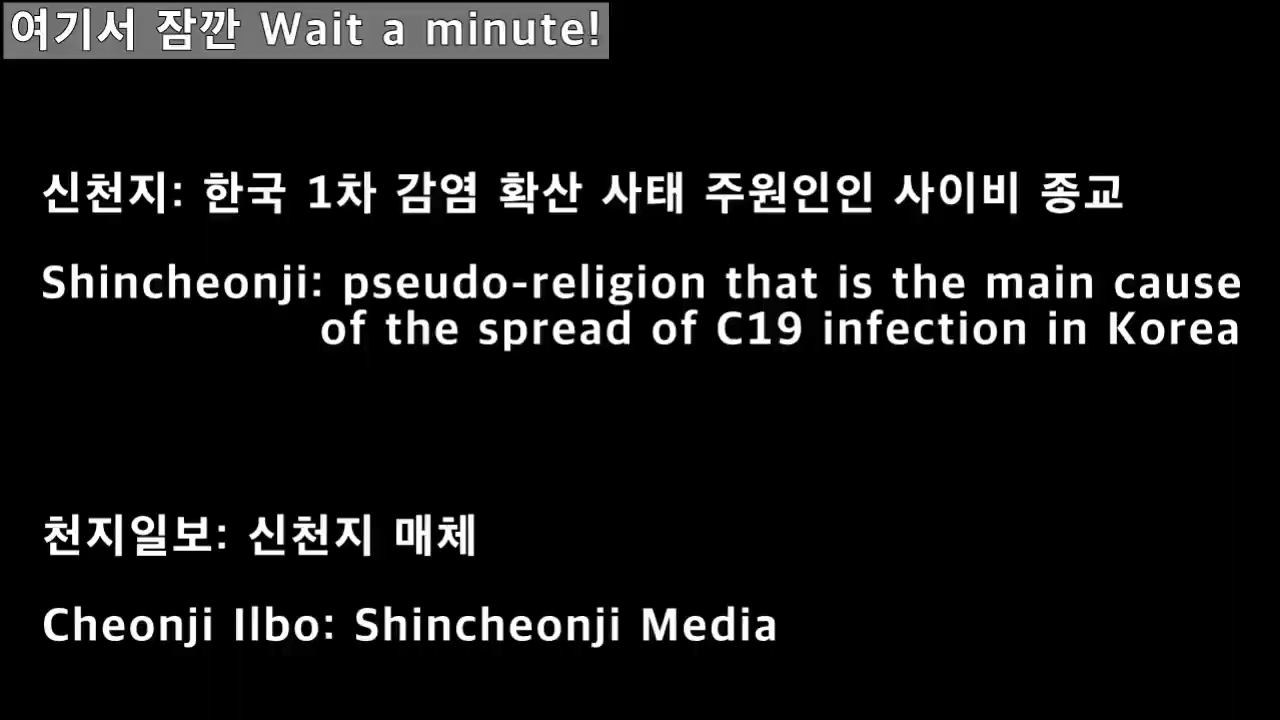 여기서 잠깐 Wait a minute!
신천지: 한국 1차 감염 확산 사태 주원인인 사이비 종교
Shincheonji: pseudo-religion that is the main cause
of the spread of C19 infection in Korea
천지일보: 신천지 매체
Cheonji Ilbo: Shincheonji Media